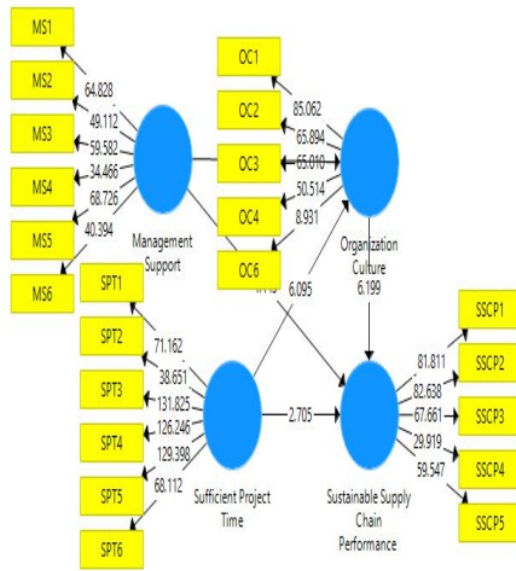 MS1
MS2
MS3
MS4
MS5
MS6
64.828
49.112
59.582
34.466
68.726
40.394
Management
Support
OC1
OC2
OC3
OC4
OC6
85.062
65.894
65.010
50.514
8.931
Organization
Culture
6.095
6.199
SPT1
SPT2
SPT3
SPT4
SPT5
SPT6
71.162
38.651
131.825
126.246
129.398
68.112
Sufficient Project
Time
2.705
Sustainable Supply
Chain
Performance
81.811
82.638
67.661
29.919
59.547
SSCP1
SSCP2
SSCP3
SSCP4
SSCP5